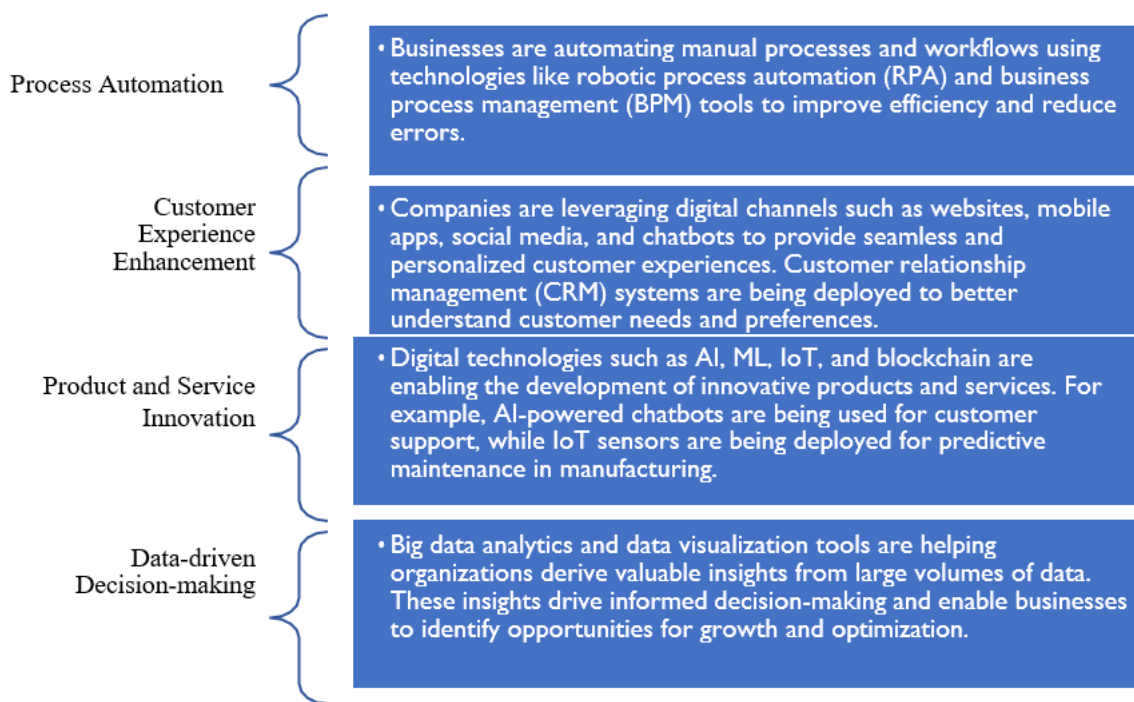 Process Automation
• Businesses are automating manual processes and workflows using
technologies like robotic process automation (RPA) and business
process management (BPM) tools to improve efficiency and reduce
errors.
Customer
Experience
Enhancement
• Companies are leveraging digital channels such as websites, mobile
apps, social media, and chatbots to provide seamless and
personalized customer experiences. Customer relationship
management (CRM) systems are being deployed to better
understand customer needs and preferences.
Product and Service
Innovation
• Digital technologies such as AI, ML, IoT, and blockchain are
enabling the development of innovative products and services. For
example, AI-powered chatbots are being used for customer
support, while IoT sensors are being deployed for predictive
maintenance in manufacturing.
Data-driven
Decision-making
• Big data analytics and data visualization tools are helping
organizations derive valuable insights from large volumes of data.
These insights drive informed decision-making and enable businesses
to identify opportunities for growth and optimization.